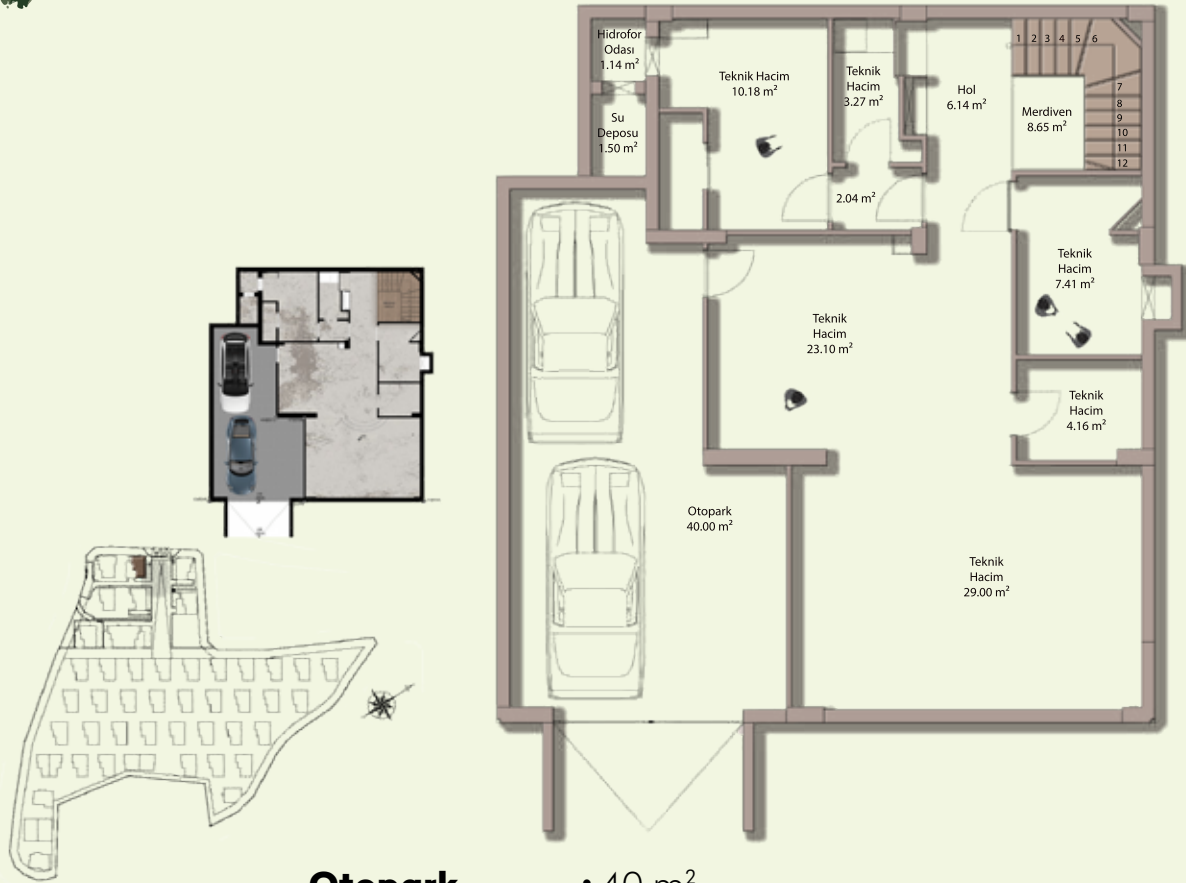 Hidrofor
Odası
1.14 m²
Su
Deposu
1.50 m²
Teknik Hacim
10.18 m²
Teknik
Hacim
3.27 m²
Hol
6.14 m²
1 2 3 4 5 6
7
8
9
10
11
12
Merdiven
8.65 m²
2.04 m²
Teknik
Hacim
7.41 m²
Teknik
Hacim
23.10 m²
Teknik
Hacim
4.16 m²
Otopark
40.00 m²
Teknik
Hacim
29.00 m²
Otopark • 40 m²